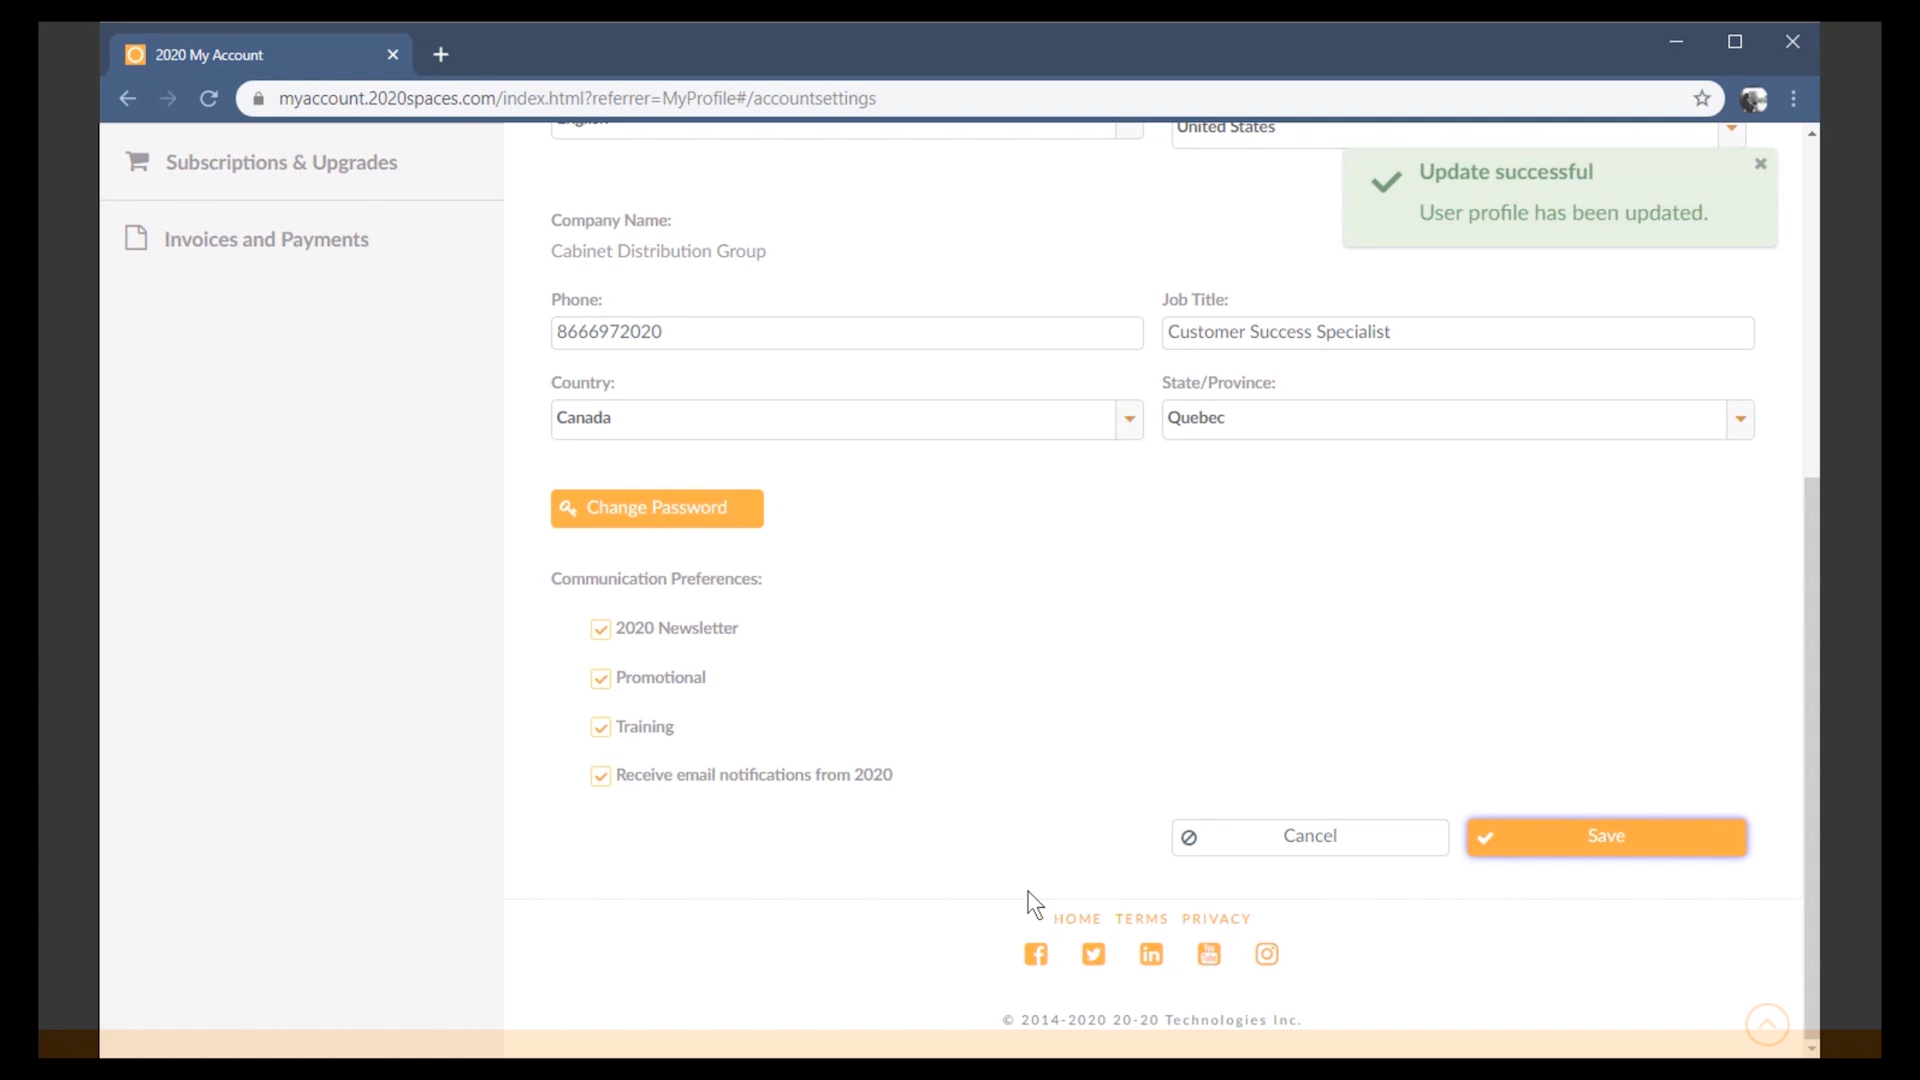 2020 My Account
myaccount.2020spaces.com/index.html?referrer=MyProfile#/accountsettings
Subscriptions & Upgrades
Invoices and Payments
English
United States
Update successful
User profile has been updated.
Company Name:
Cabinet Distribution Group
Phone:
Job Title:
8666972020
Customer Success Specialist
Country:
State/Province:
Canada
Quebec
Change Password
Communication Preferences:
2020 Newsletter
Promotional
Training
Receive email notifications from 2020
Cancel
Save
HOME TERMS PRIVACY
© 2014-2020 20-20 Technologies Inc.